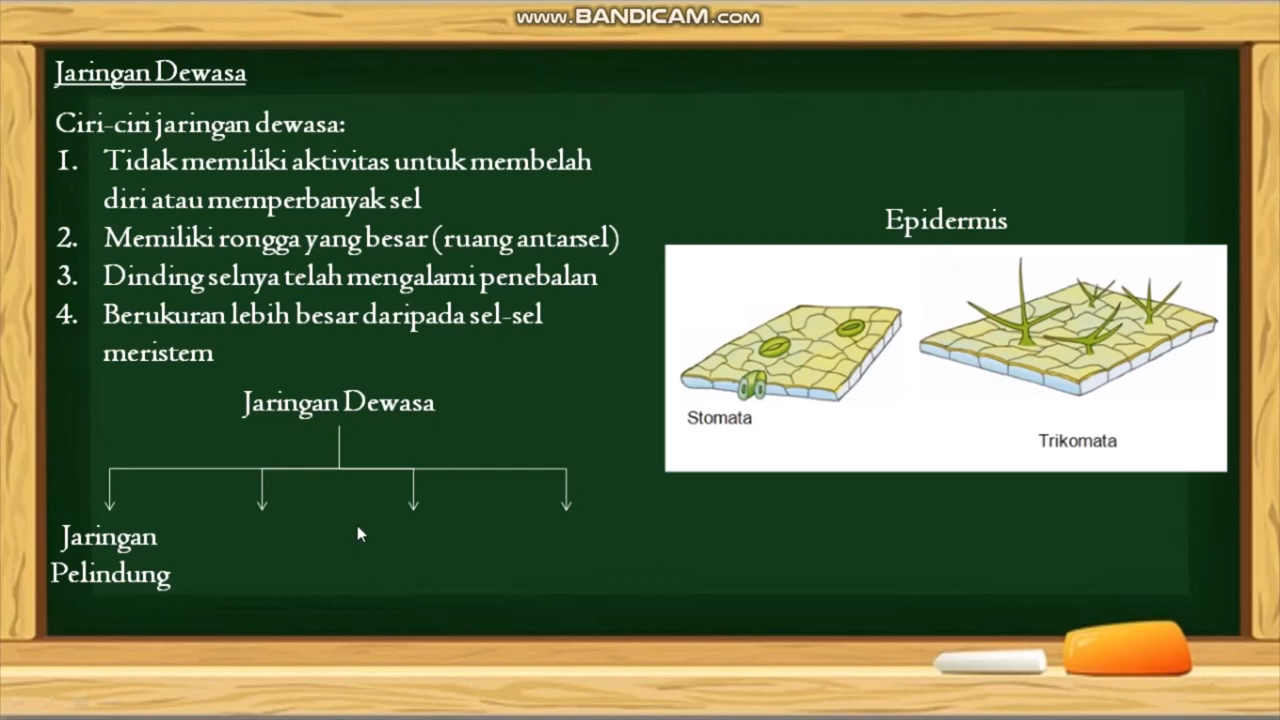 www.BANDICAM.com
Jaringan Dewasa
Ciri-ciri jaringan dewasa:
1. Tidak memiliki aktivitas untuk membelah
diri atau memperbanyak sel
2. Memiliki rongga yang besar (ruang antarsel)
3. Dinding selnya telah mengalami penebalan
4. Berukuran lebih besar daripada sel-sel
meristem
Jaringan Dewasa
Jaringan
Pelindung
Epidermis
Stomata
Trikomata